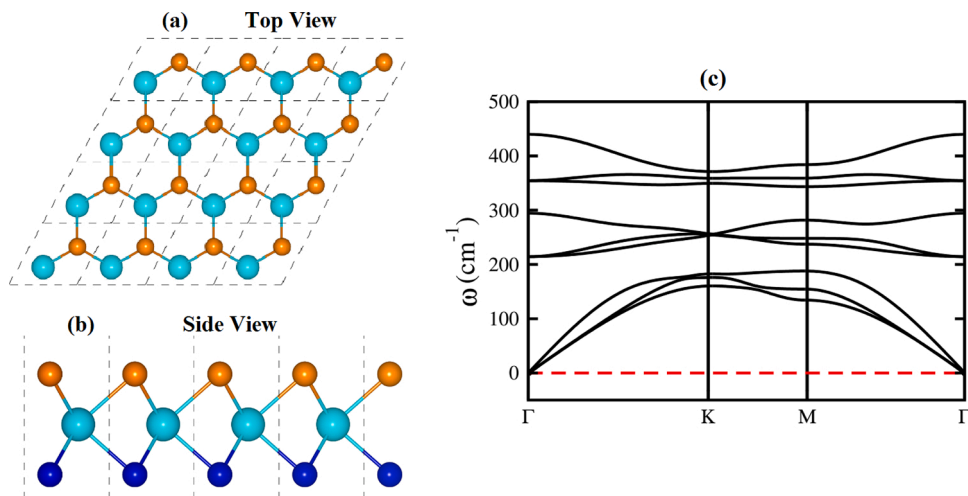 (a) Top View
(b) Side View
(c)
500
400
300
200
100
0
ω (cm⁻¹)
Γ K M Γ